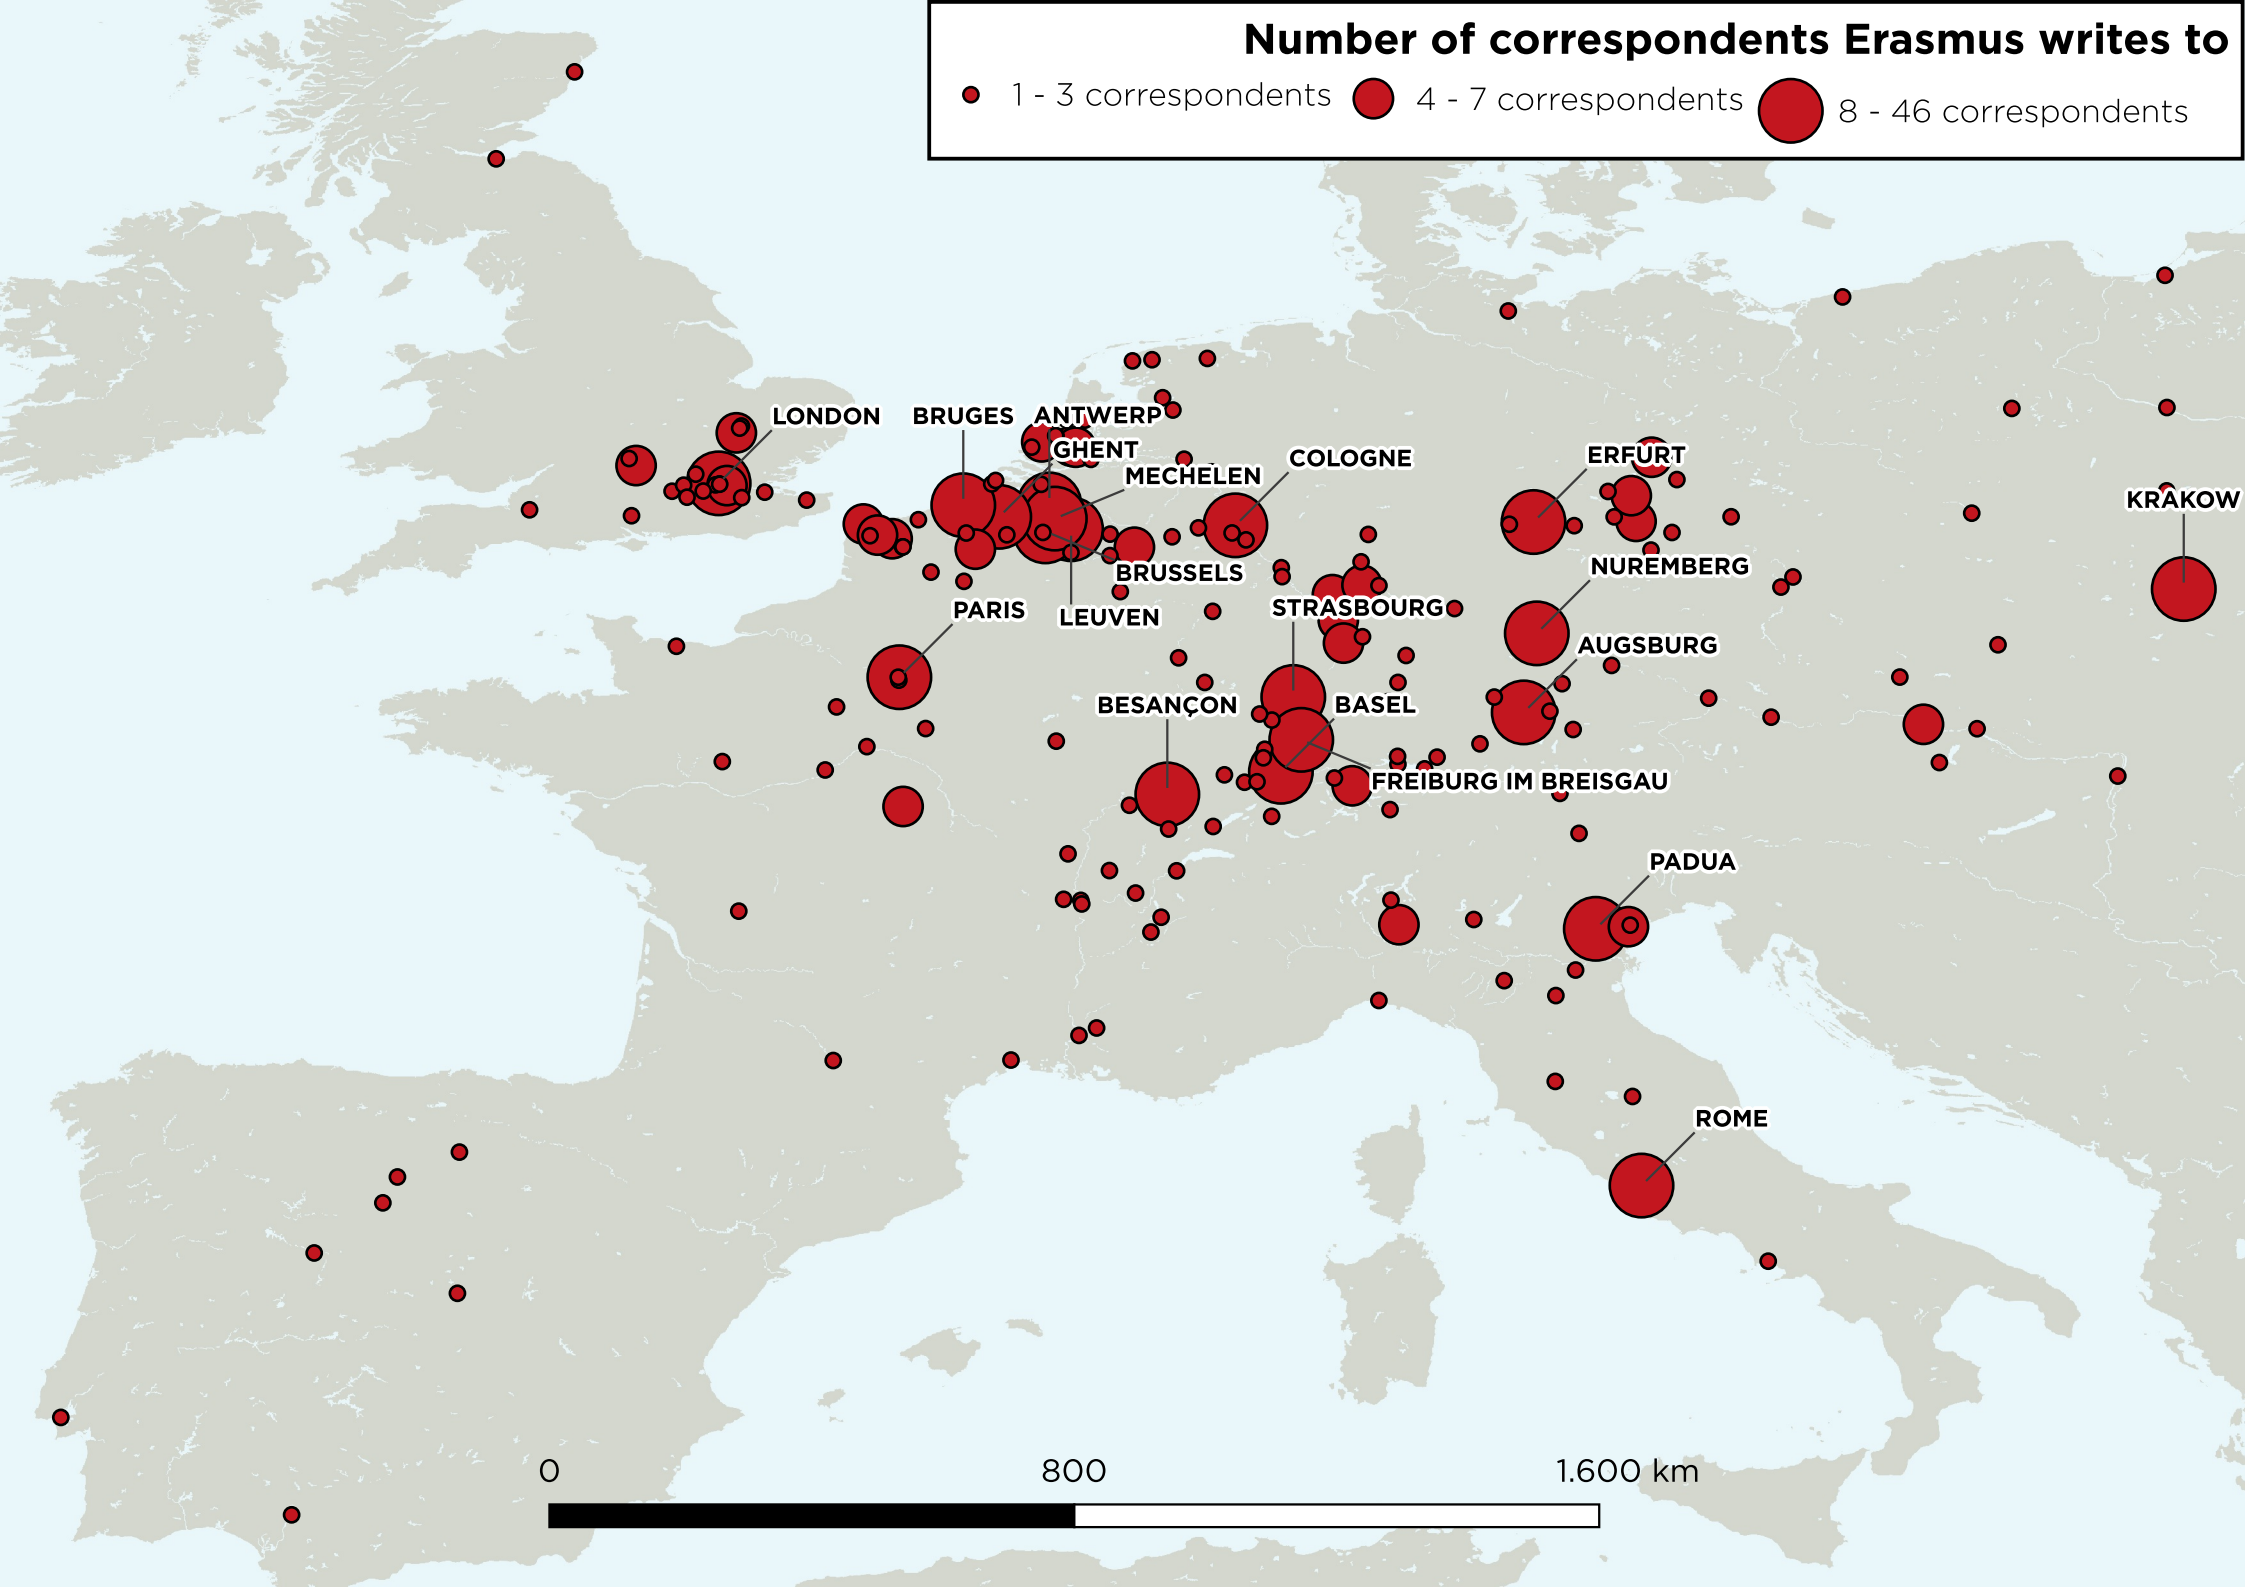 Number of correspondents Erasmus writes to
1 - 3 correspondents
4 - 7 correspondents
8 - 46 correspondents
LONDON
BRUGES
ANTWERP
GHENT
MECHELEN
COLOGNE
ERFURT
KRAKOW
BRUSSELS
NUREMBERG
PARIS
LEUVEN
STRASBOURG
AUGSBURG
BESANÇON
BASEL
FREIBURG IM BREISGAU
PADUA
ROME
0
800
1.600 km